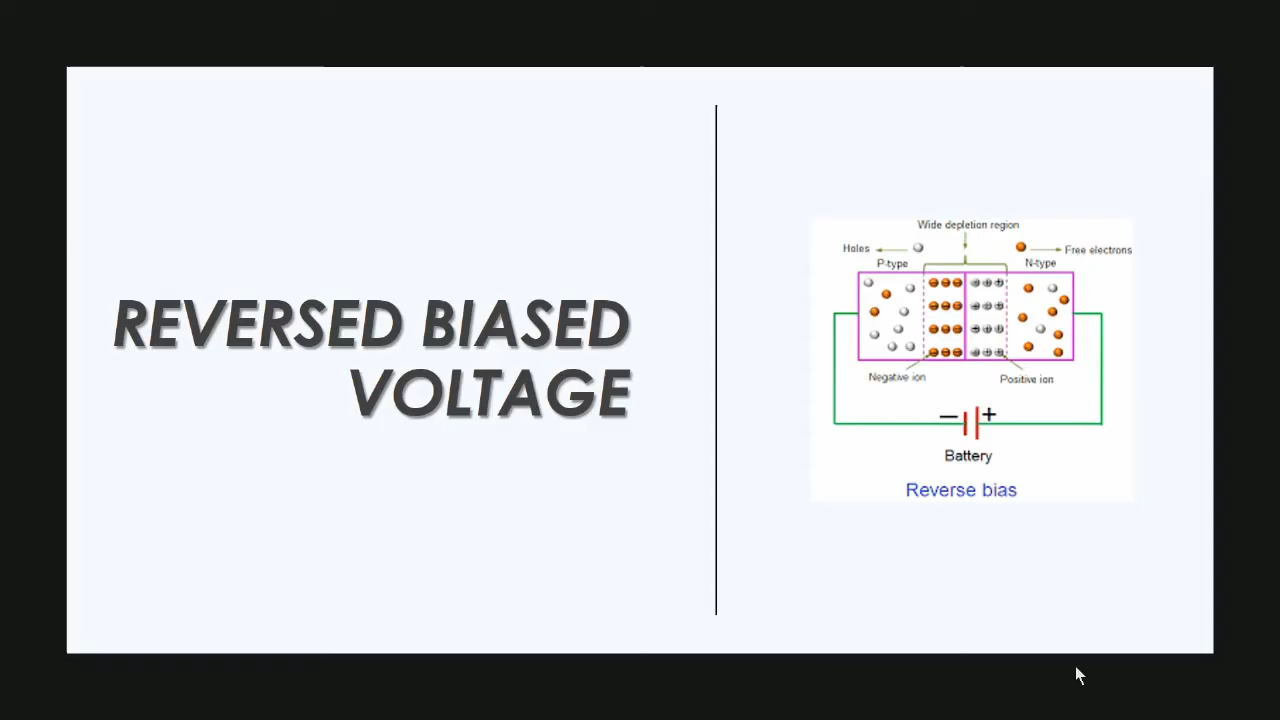 REVERSED BIASED
VOLTAGE
Wide depletion region
Holes
Free electrons
P-type
N-type
Negative ion
Positive ion
− +
Battery
Reverse bias